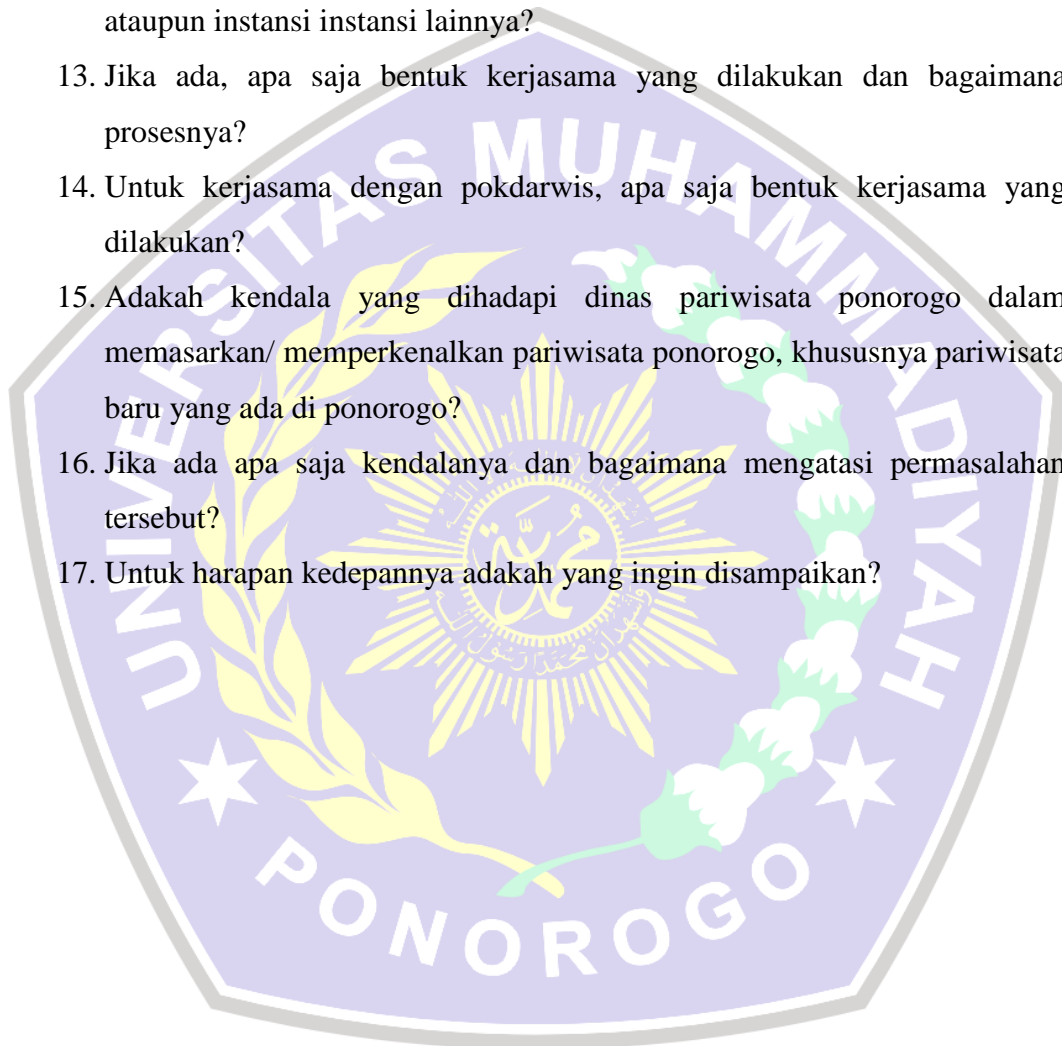 ataupun instansi instansi lainnya?
13. Jika ada, apa saja bentuk kerjasama yang dilakukan dan bagaimana
prosesnya?
14. Untuk kerjasama dengan pokdarwis, apa saja bentuk kerjasama yang
dilakukan?
15. Adakah kendala yang dihadapi dinas pariwisata ponorogo dalam
memasarkan/ memperkenalkan pariwisata ponorogo, khususnya pariwisata
baru yang ada di ponorogo?
16. Jika ada apa saja kendalanya dan bagaimana mengatasi permasalahan
tersebut?
17. Untuk harapan kedepannya adakah yang ingin disampaikan?
UNIVERSITAS MUHAMMADIYAH
PONOROGO